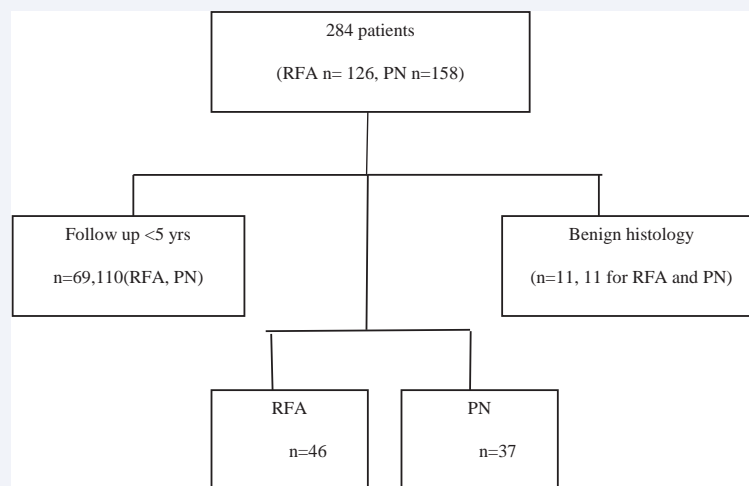 284 patients
(RFA n= 126, PN n=158)
Follow up <5 yrs
n=69,110(RFA, PN)
Benign histology
(n=11, 11 for RFA and PN)
RFA
n=46
PN
n=37